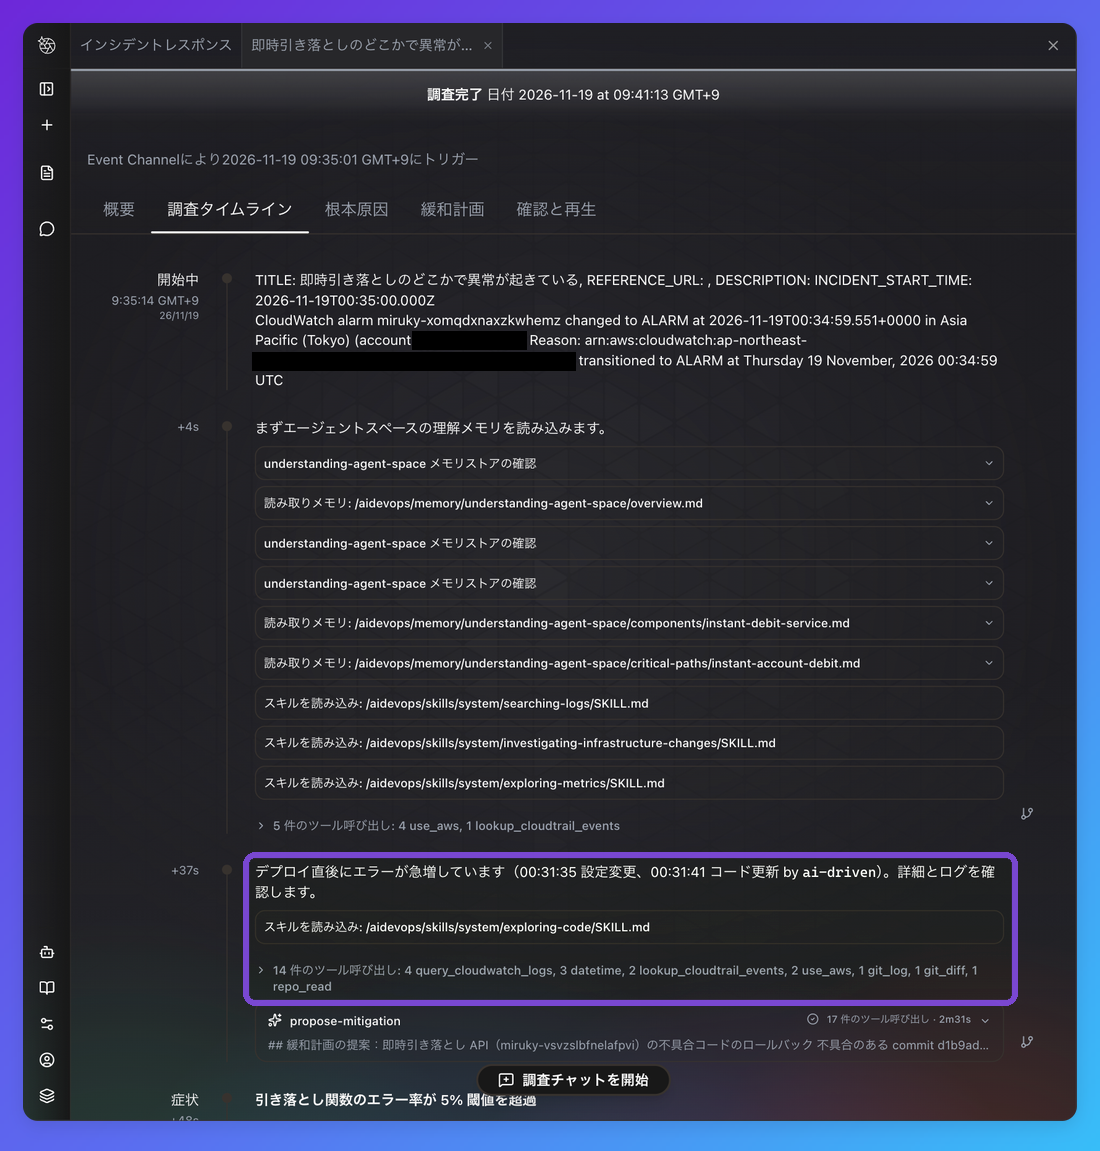 インシデントレスポンス
即時引き落としのどこかで異常が...
調査完了 日付 2026-11-19 at 09:41:13 GMT+9
Event Channelにより2026-11-19 09:35:01 GMT+9にトリガー
概要 調査タイムライン 根本原因 緩和計画 確認と再生
開始中
9:35:14 GMT+9
26/11/19
TITLE: 即時引き落としのどこかで異常が起きている, REFERENCE_URL: , DESCRIPTION: INCIDENT_START_TIME:
2026-11-19T00:35:00.000Z
CloudWatch alarm miruky-xomqdxnaxzkwhemz changed to ALARM at 2026-11-19T00:34:59.551+0000 in Asia
Pacific (Tokyo) (account Reason: arn:aws:cloudwatch:ap-northeast-
transitioned to ALARM at Thursday 19 November, 2026 00:34:59
UTC
+4s
まずエージェントスペースの理解メモリを読み込みます。
understanding-agent-space メモリストアの確認
読み取りメモリ: /aidevops/memory/understanding-agent-space/overview.md
understanding-agent-space メモリストアの確認
understanding-agent-space メモリストアの確認
読み取りメモリ: /aidevops/memory/understanding-agent-space/components/instant-debit-service.md
読み取りメモリ: /aidevops/memory/understanding-agent-space/critical-paths/instant-account-debit.md
スキルを読み込み: /aidevops/skills/system/searching-logs/SKILL.md
スキルを読み込み: /aidevops/skills/system/investigating-infrastructure-changes/SKILL.md
スキルを読み込み: /aidevops/skills/system/exploring-metrics/SKILL.md
5 件のツール呼び出し: 4 use_aws, 1 lookup_cloudtrail_events
+37s
デプロイ直後にエラーが急増しています（00:31:35 設定変更、00:31:41 コード更新 by ai-driven）。詳細とログを確
認します。
スキルを読み込み: /aidevops/skills/system/exploring-code/SKILL.md
14 件のツール呼び出し: 4 query_cloudwatch_logs, 3 datetime, 2 lookup_cloudtrail_events, 2 use_aws, 1 git_log, 1 git_diff, 1
repo_read
propose-mitigation
17 件のツール呼び出し · 2m31s
## 緩和計画の提案：即時引き落とし API（miruky-vsvzslbfnelafpvi）の不具合コードのロールバック 不具合のある commit d1b9ad...
調査チャットを開始
症状
+48s
引き落とし関数のエラー率が 5% 閾値を超過